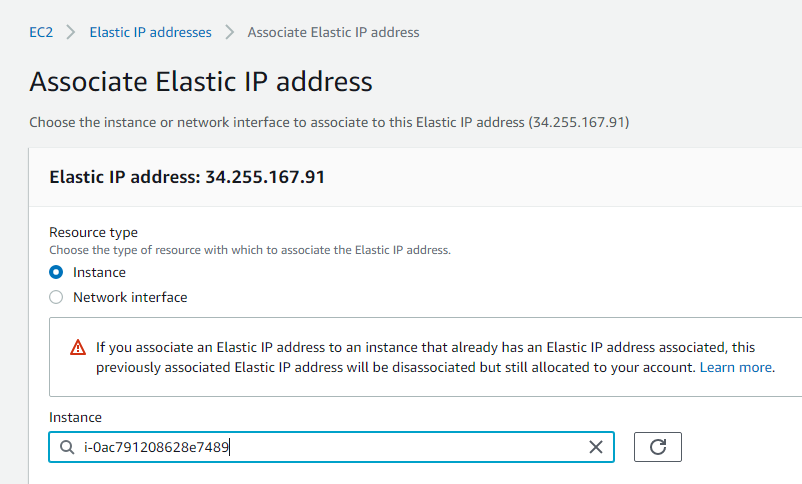 EC2 > Elastic IP addresses > Associate Elastic IP address
Associate Elastic IP address
Choose the instance or network interface to associate to this Elastic IP address (34.255.167.91)
Elastic IP address: 34.255.167.91
Resource type
Choose the type of resource with which to associate the Elastic IP address.
Instance
Network interface
If you associate an Elastic IP address to an instance that already has an Elastic IP address associated, this
previously associated Elastic IP address will be disassociated but still allocated to your account. Learn more.
Instance
i-0ac791208628e7489